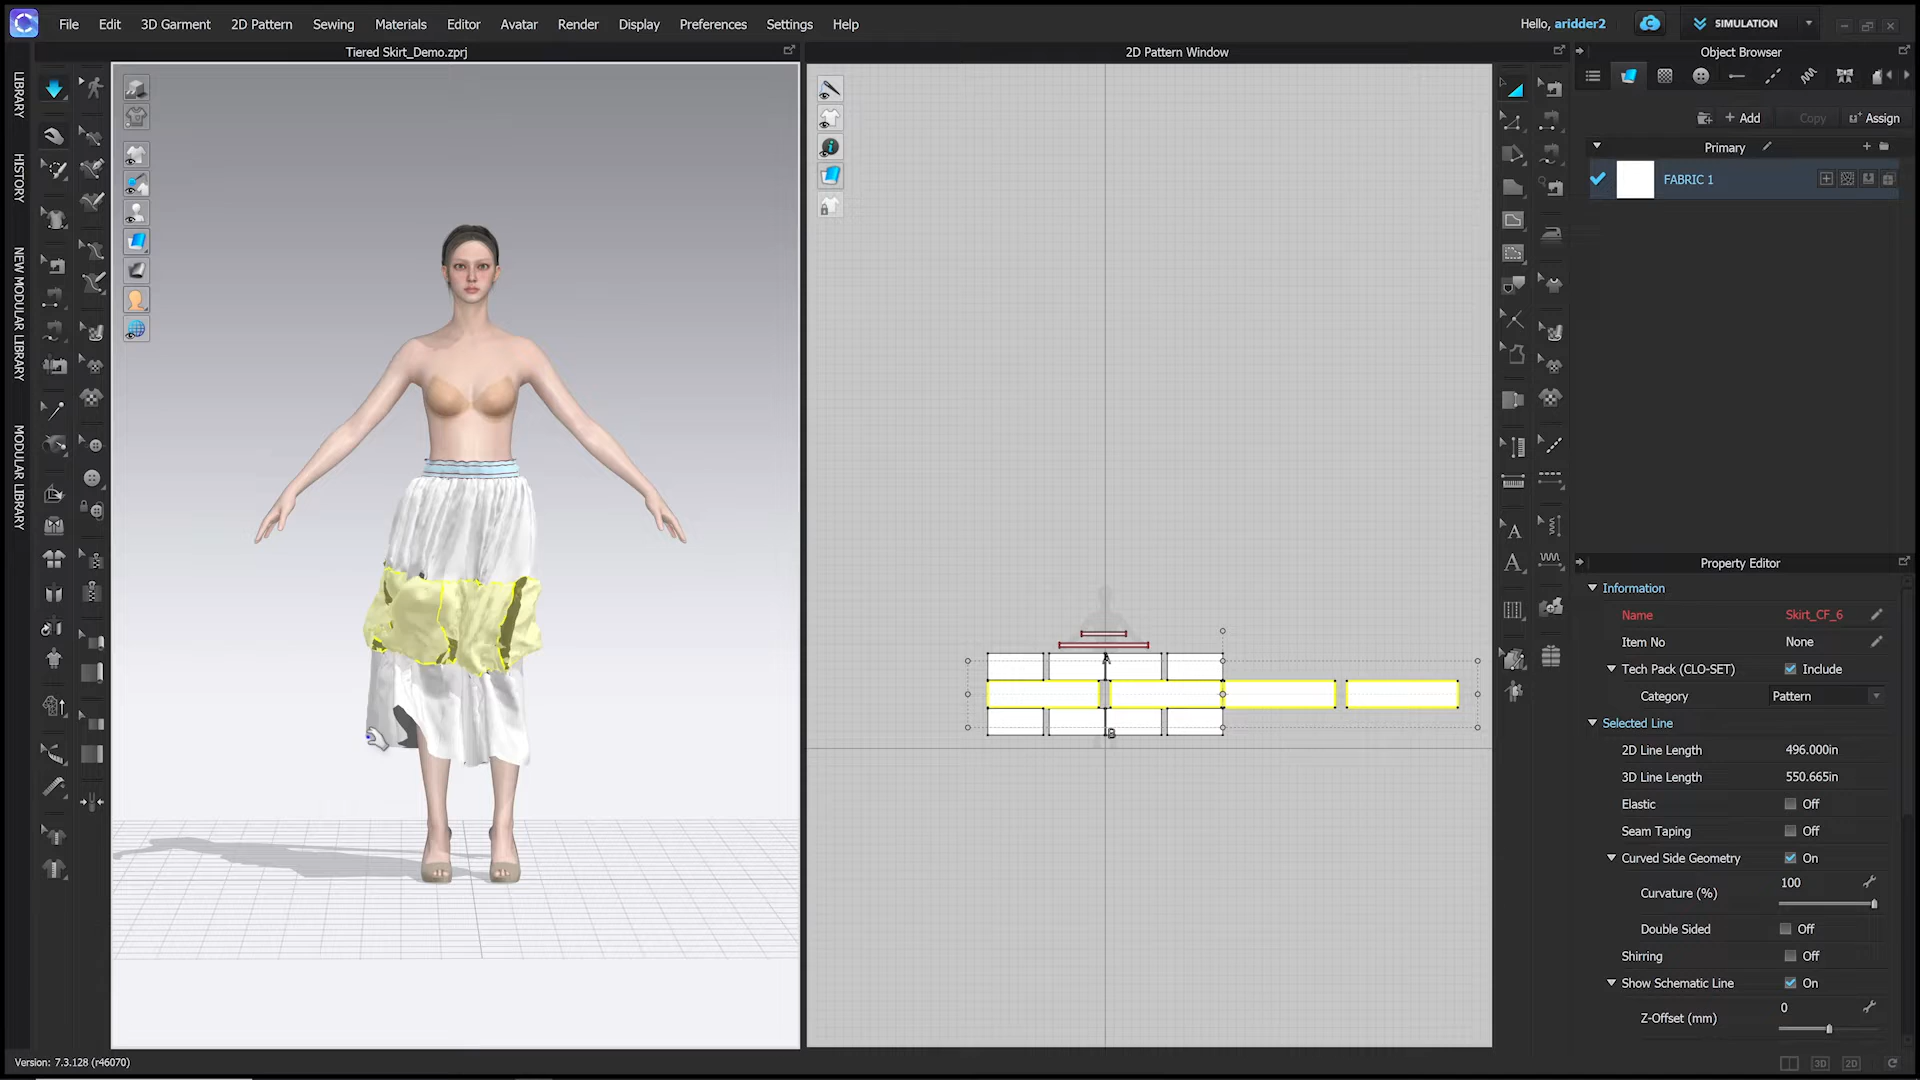 File Edit 3D Garment 2D Pattern Sewing Materials Editor Avatar Render Display Preferences Settings Help
Hello, aridder2
SIMULATION
Tiered Skirt_Demo.zprj
2D Pattern Window
Object Browser
LIBRARY
HISTORY
NEW MODULAR LIBRARY
MODULAR LIBRARY
+ Add
Copy
Assign
Primary
FABRIC 1
A
B
Property Editor
Information
Name Skirt_CF_6
Item No None
Tech Pack (CLO-SET) Include
Category Pattern
Selected Line
2D Line Length 496.000in
3D Line Length 550.665in
Elastic Off
Seam Taping Off
Curved Side Geometry On
Curvature (%) 100
Double Sided Off
Shirring Off
Show Schematic Line On
Z-Offset (mm) 0
Version: 7.3.128 (r46070)
3D
2D